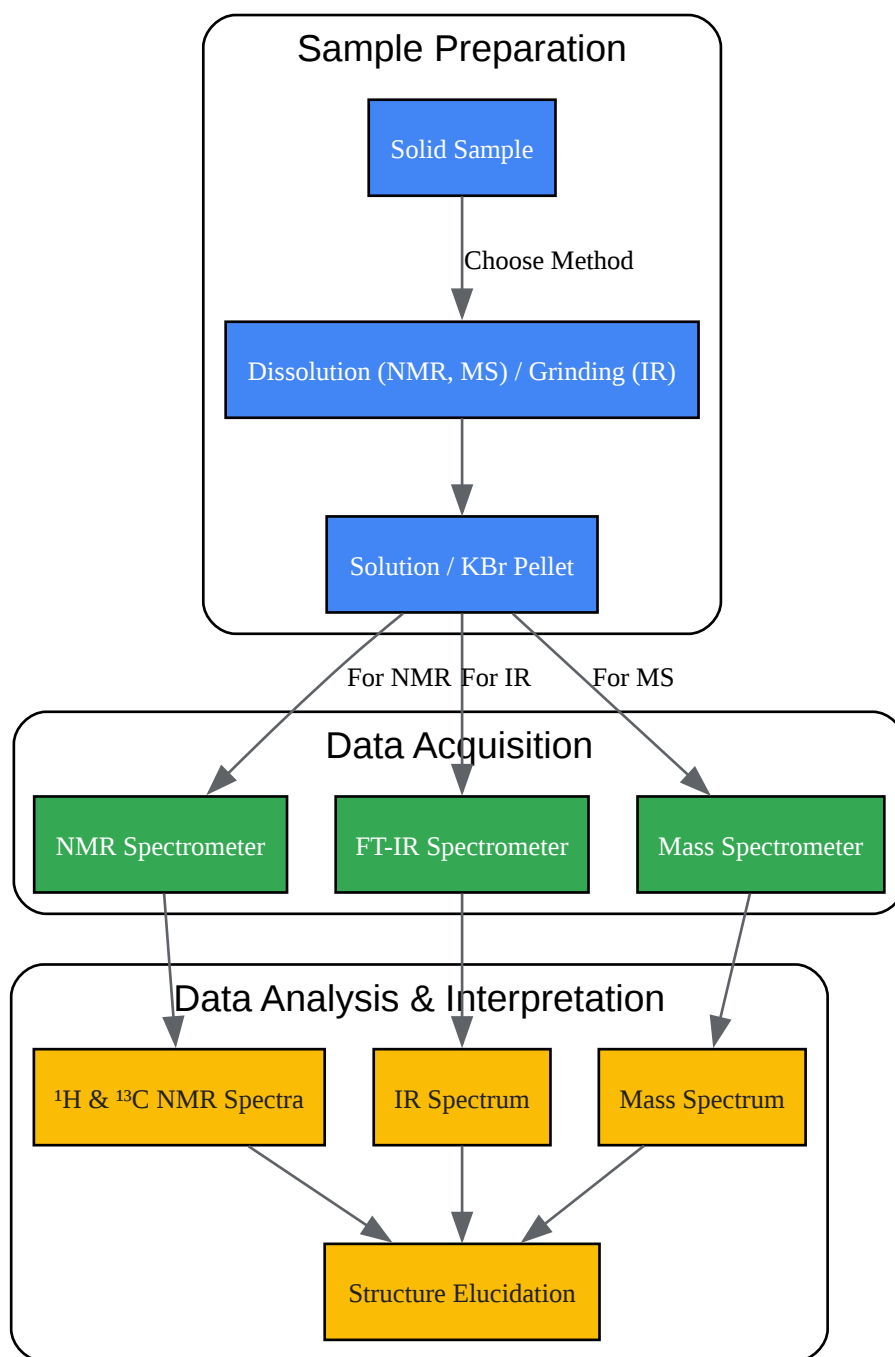 Sample Preparation
Solid Sample
Choose Method
Dissolution (NMR, MS) / Grinding (IR)
Solution / KBr Pellet
For NMR
For IR
For MS
Data Acquisition
NMR Spectrometer
FT-IR Spectrometer
Mass Spectrometer
Data Analysis & Interpretation
¹H & ¹³C NMR Spectra
IR Spectrum
Mass Spectrum
Structure Elucidation